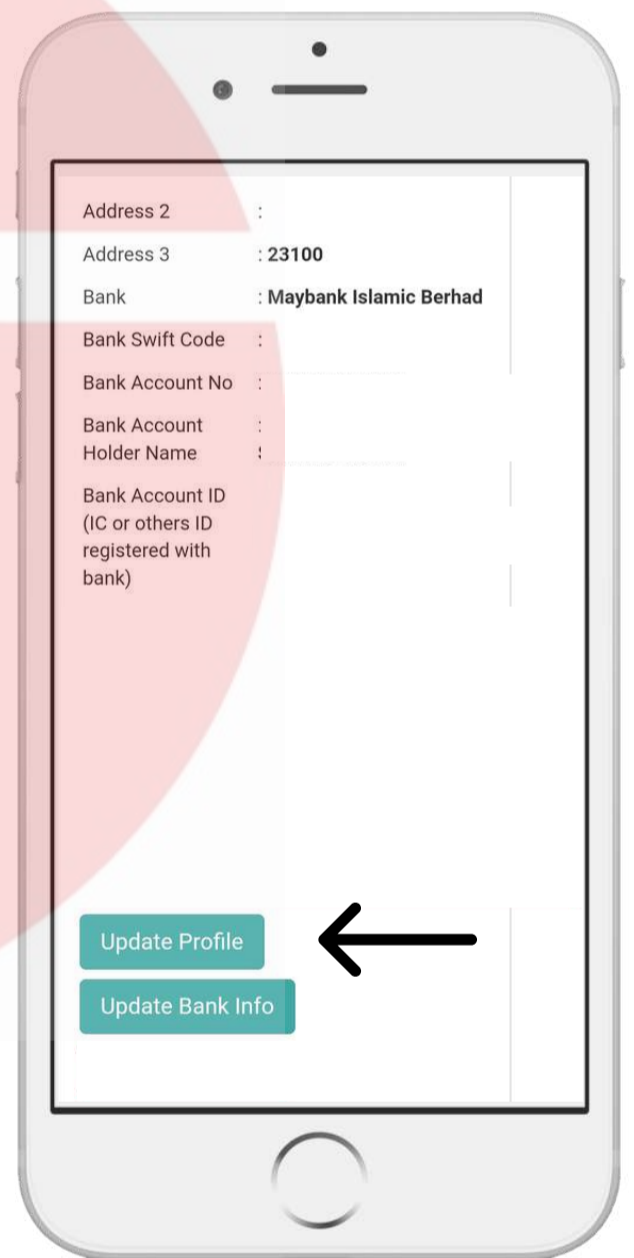 Address 2 :
Address 3 : 23100
Bank : Maybank Islamic Berhad
Bank Swift Code :
Bank Account No :
Bank Account :
Holder Name
Bank Account ID
(IC or others ID
registered with
bank)
Update Profile
Update Bank Info